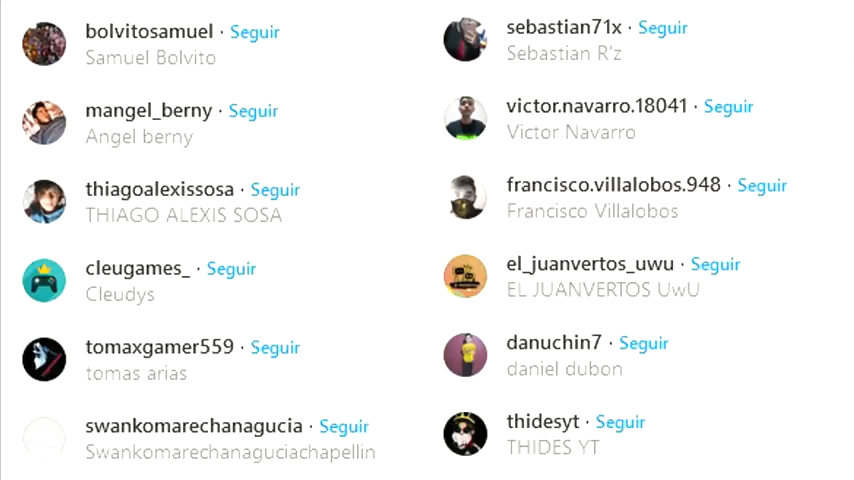 bolvitosamuel · Seguir
Samuel Bolvito
mangel_berny · Seguir
Angel berny
thiagoalexissosa · Seguir
THIAGO ALEXIS SOSA
cleugames_ · Seguir
Cleudys
tomaxgamer559 · Seguir
tomas arias
swankomarechanagucia · Seguir
Swankomarechanaguciachapellin
sebastian71x · Seguir
Sebastian R'z
victor.navarro.18041 · Seguir
Victor Navarro
francisco.villalobos.948 · Seguir
Francisco Villalobos
el_juanvertos_uwu · Seguir
EL JUANVERTOS UwU
danuchin7 · Seguir
daniel dubon
thidesyt · Seguir
THIDES YT